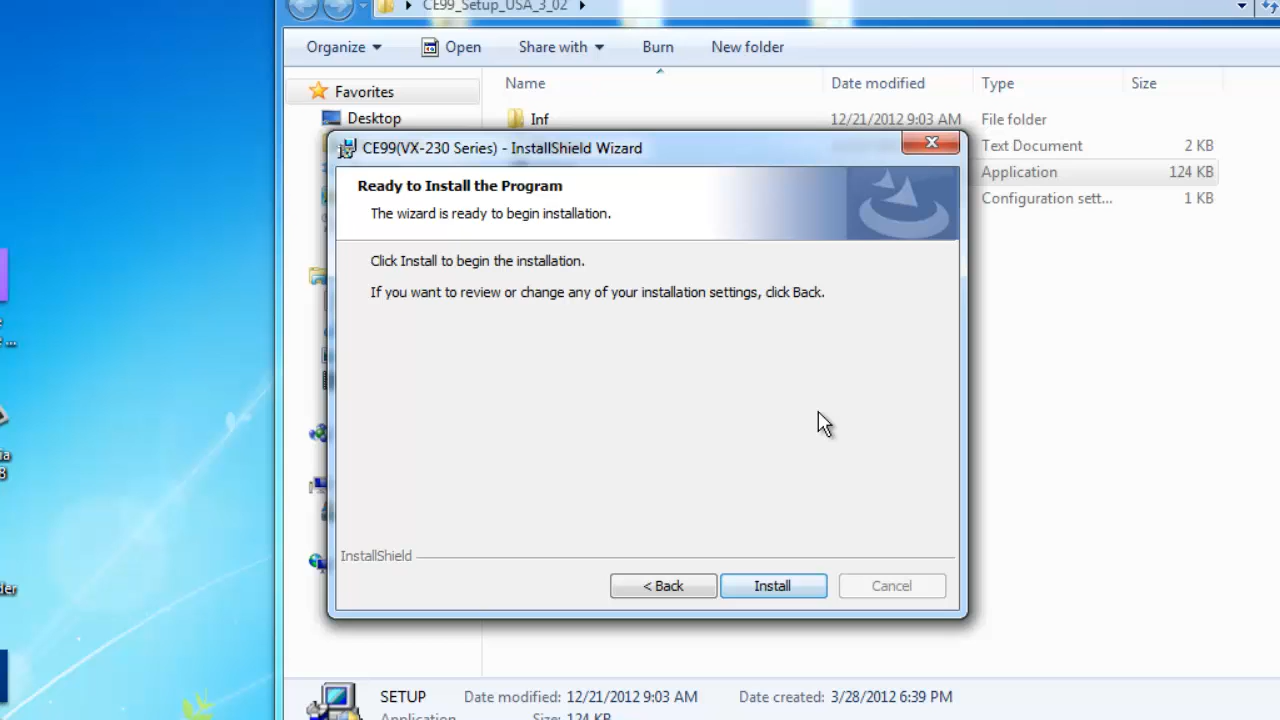 CE99_Setup_USA_3_02
Organize Open Share with Burn New folder
Name Date modified Type Size
Favorites
Desktop
Inf 12/21/2012 9:03 AM File folder
Text Document 2 KB
Application 124 KB
Configuration sett... 1 KB
CE99(VX-230 Series) - InstallShield Wizard
Ready to Install the Program
The wizard is ready to begin installation.
Click Install to begin the installation.
If you want to review or change any of your installation settings, click Back.
InstallShield
< Back Install Cancel
SETUP Date modified: 12/21/2012 9:03 AM Date created: 3/28/2012 6:39 PM
Application Size: 124 KB